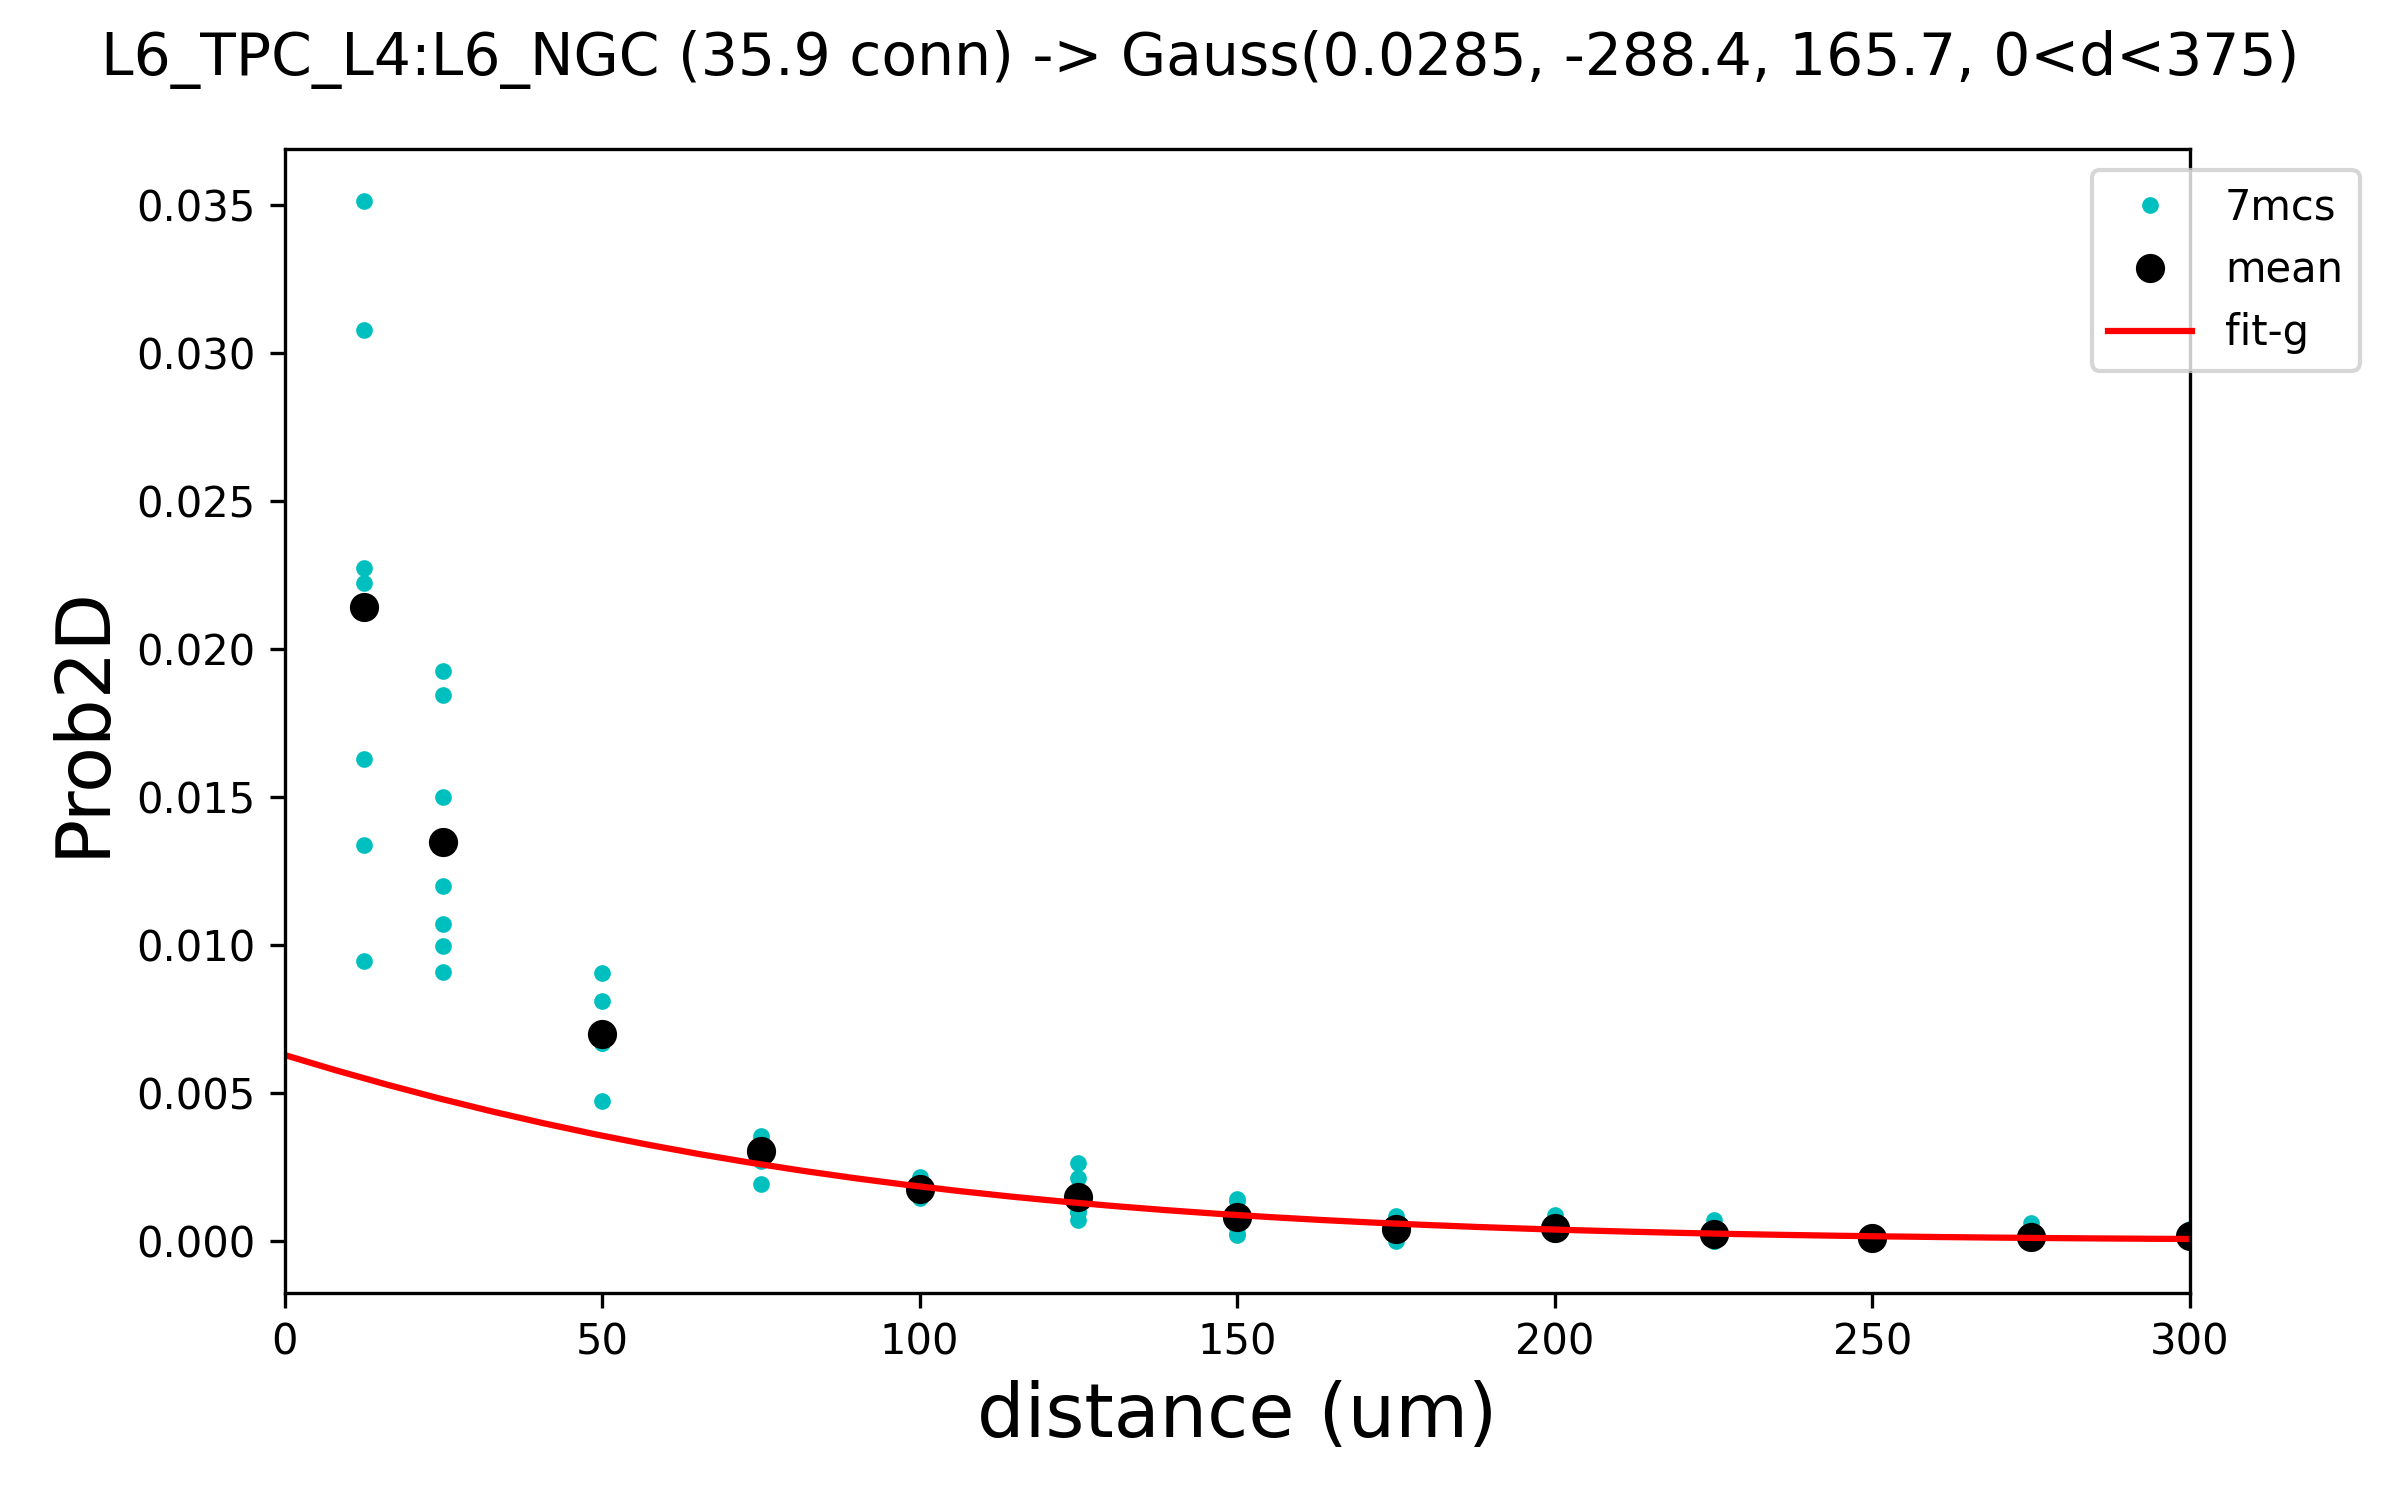 L6_TPC_L4:L6_NGC (35.9 conn) -> Gauss(0.0285, -288.4, 165.7, 0<d<375)
7mcs
mean
fit-g
0.035
0.030
0.025
0.020
0.015
0.010
0.005
0.000
Prob2D
0 50 100 150 200 250 300
distance (um)